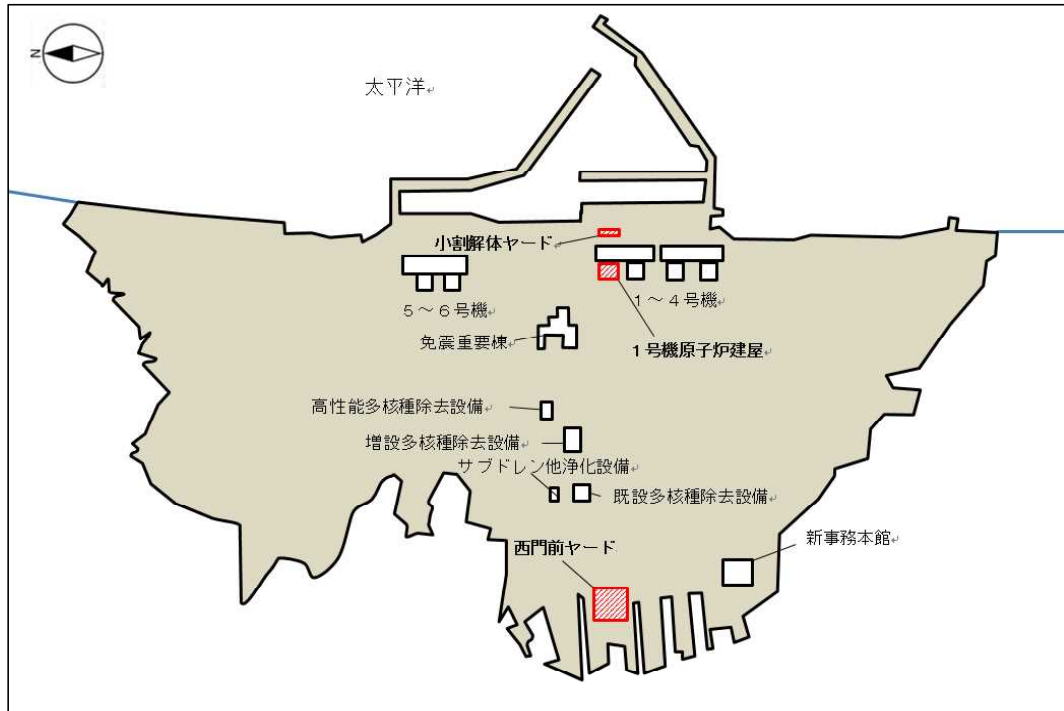 N
太平洋
小割解体ヤード
5～6号機
1～4号機
免震重要棟
1号機原子炉建屋
高性能多核種除去設備
増設多核種除去設備
サブドレン他浄化設備
既設多核種除去設備
新事務本館
西門前ヤード